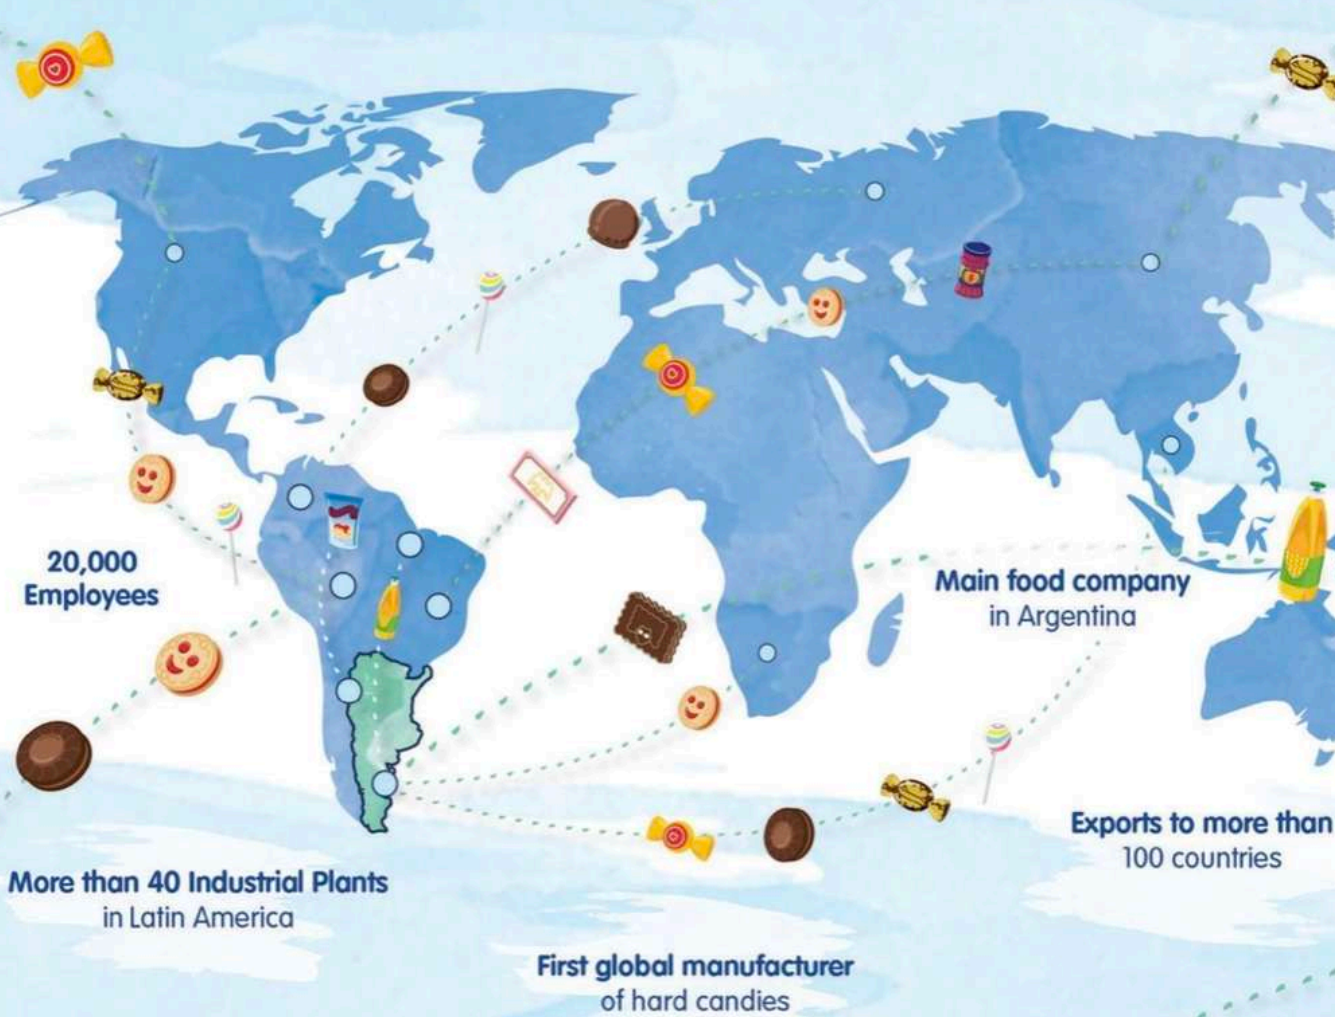 20,000
Employees
Main food company
in Argentina
Exports to more than
100 countries
More than 40 Industrial Plants
in Latin America
First global manufacturer
of hard candies